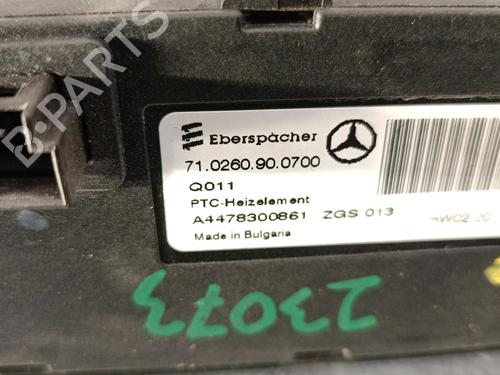 Eberspächer
71.0260.90.0700
Q011
PTC-Heizelement
A4478300861 ZGS 013
Made in Bulgaria
23073
B-PARTS